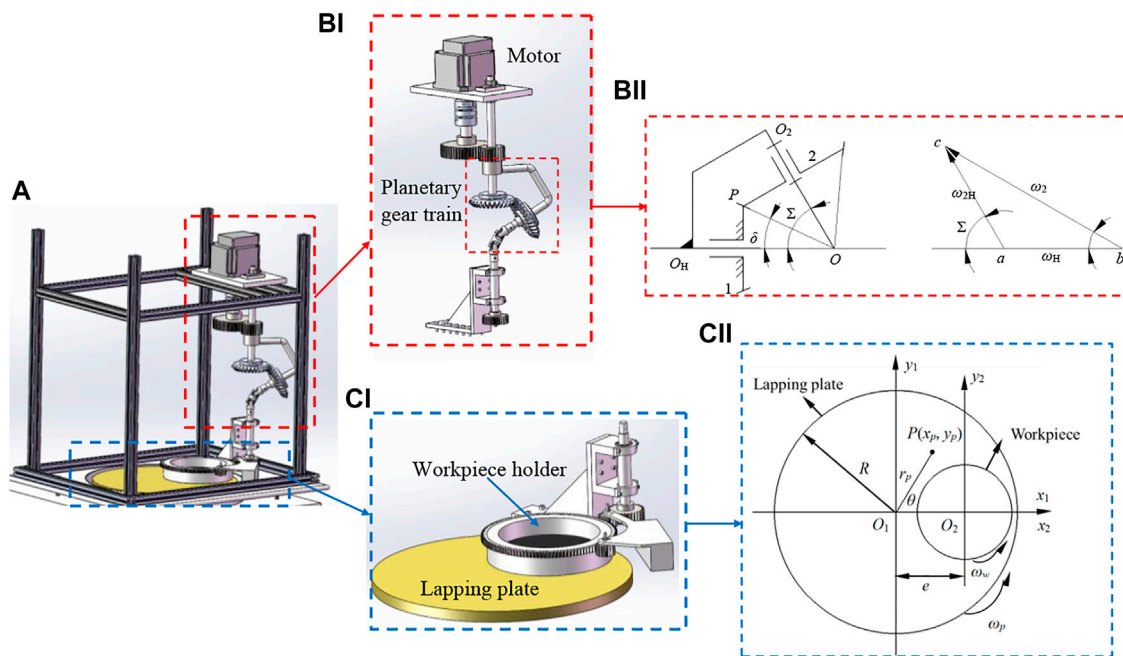 A
BI
Motor
Planetary
gear train
BII
O2
2
P
Σ
δ
OH
O
1
c
ω2H
ω2
Σ
a
ωH
b
CI
Workpiece holder
Lapping plate
CII
y1
y2
Lapping plate
P(xp, yp)
Workpiece
R
rp
θ
x1
O1
O2
x2
ωw
e
ωp